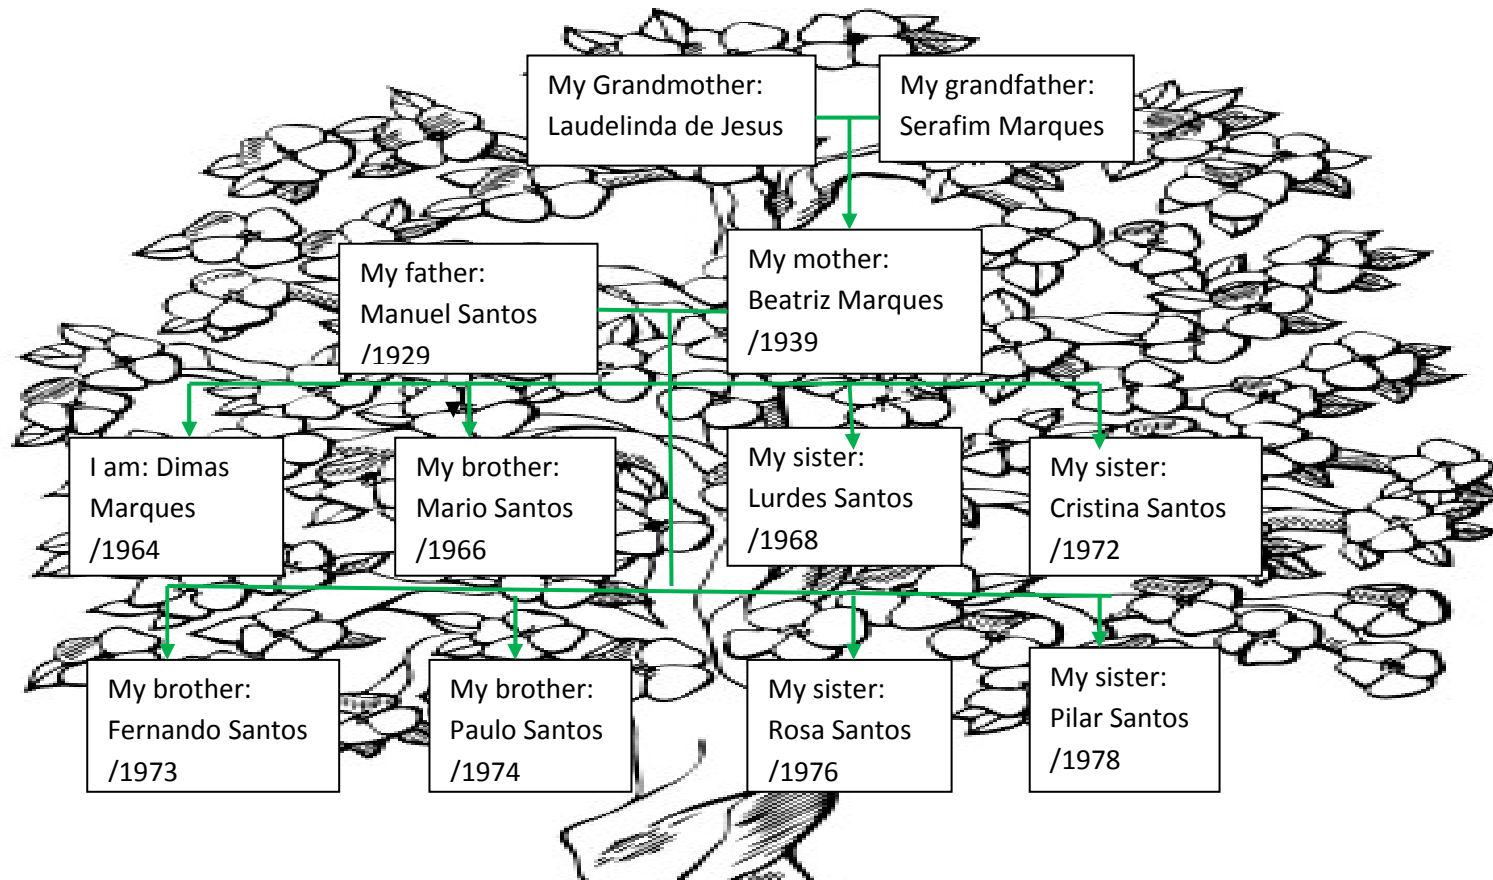 My Grandmother:
Laudelinda de Jesus
My grandfather:
Serafim Marques
My father:
Manuel Santos
/1929
My mother:
Beatriz Marques
/1939
I am: Dimas
Marques
/1964
My brother:
Mario Santos
/1966
My sister:
Lurdes Santos
/1968
My sister:
Cristina Santos
/1972
My brother:
Fernando Santos
/1973
My brother:
Paulo Santos
/1974
My sister:
Rosa Santos
/1976
My sister:
Pilar Santos
/1978